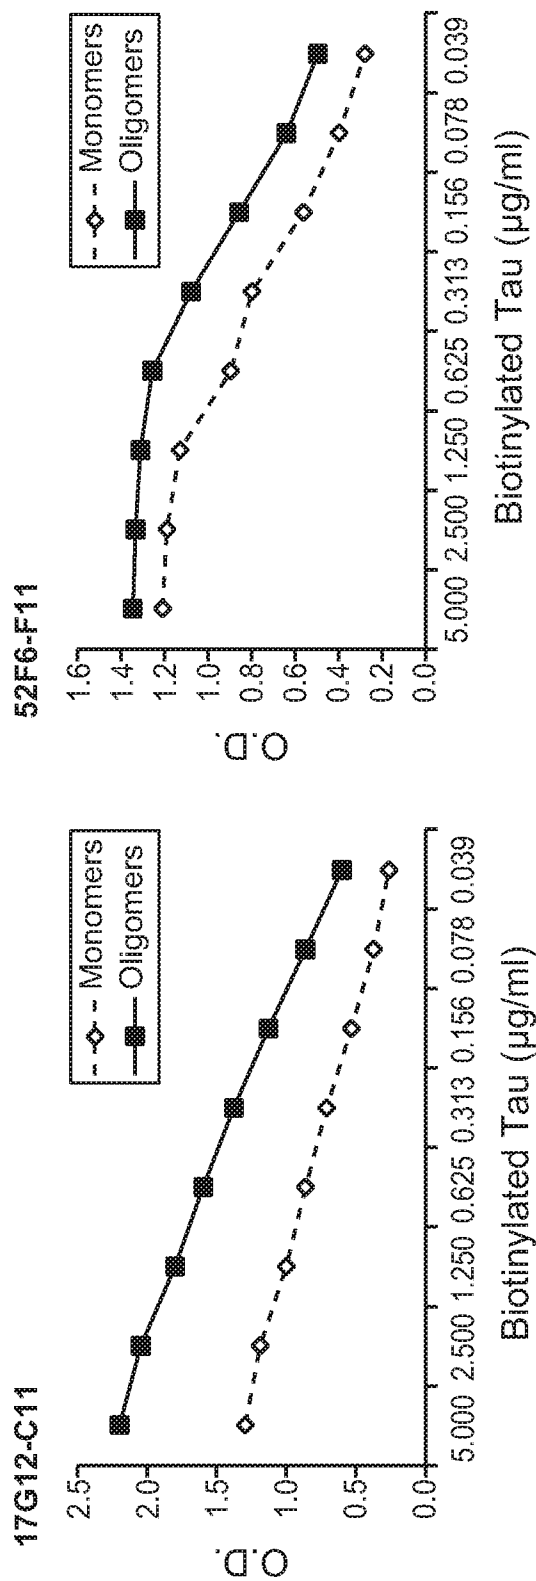 17G12-C11
Monomers
Oligomers
O.D.
2.5
2.0
1.5
1.0
0.5
0.0
5.000 2.500 1.250 0.625 0.313 0.156 0.078 0.039
Biotinylated Tau (µg/ml)
52F6-F11
Monomers
Oligomers
O.D.
1.6
1.4
1.2
1.0
0.8
0.6
0.4
0.2
0.0
5.000 2.500 1.250 0.625 0.313 0.156 0.078 0.039
Biotinylated Tau (µg/ml)